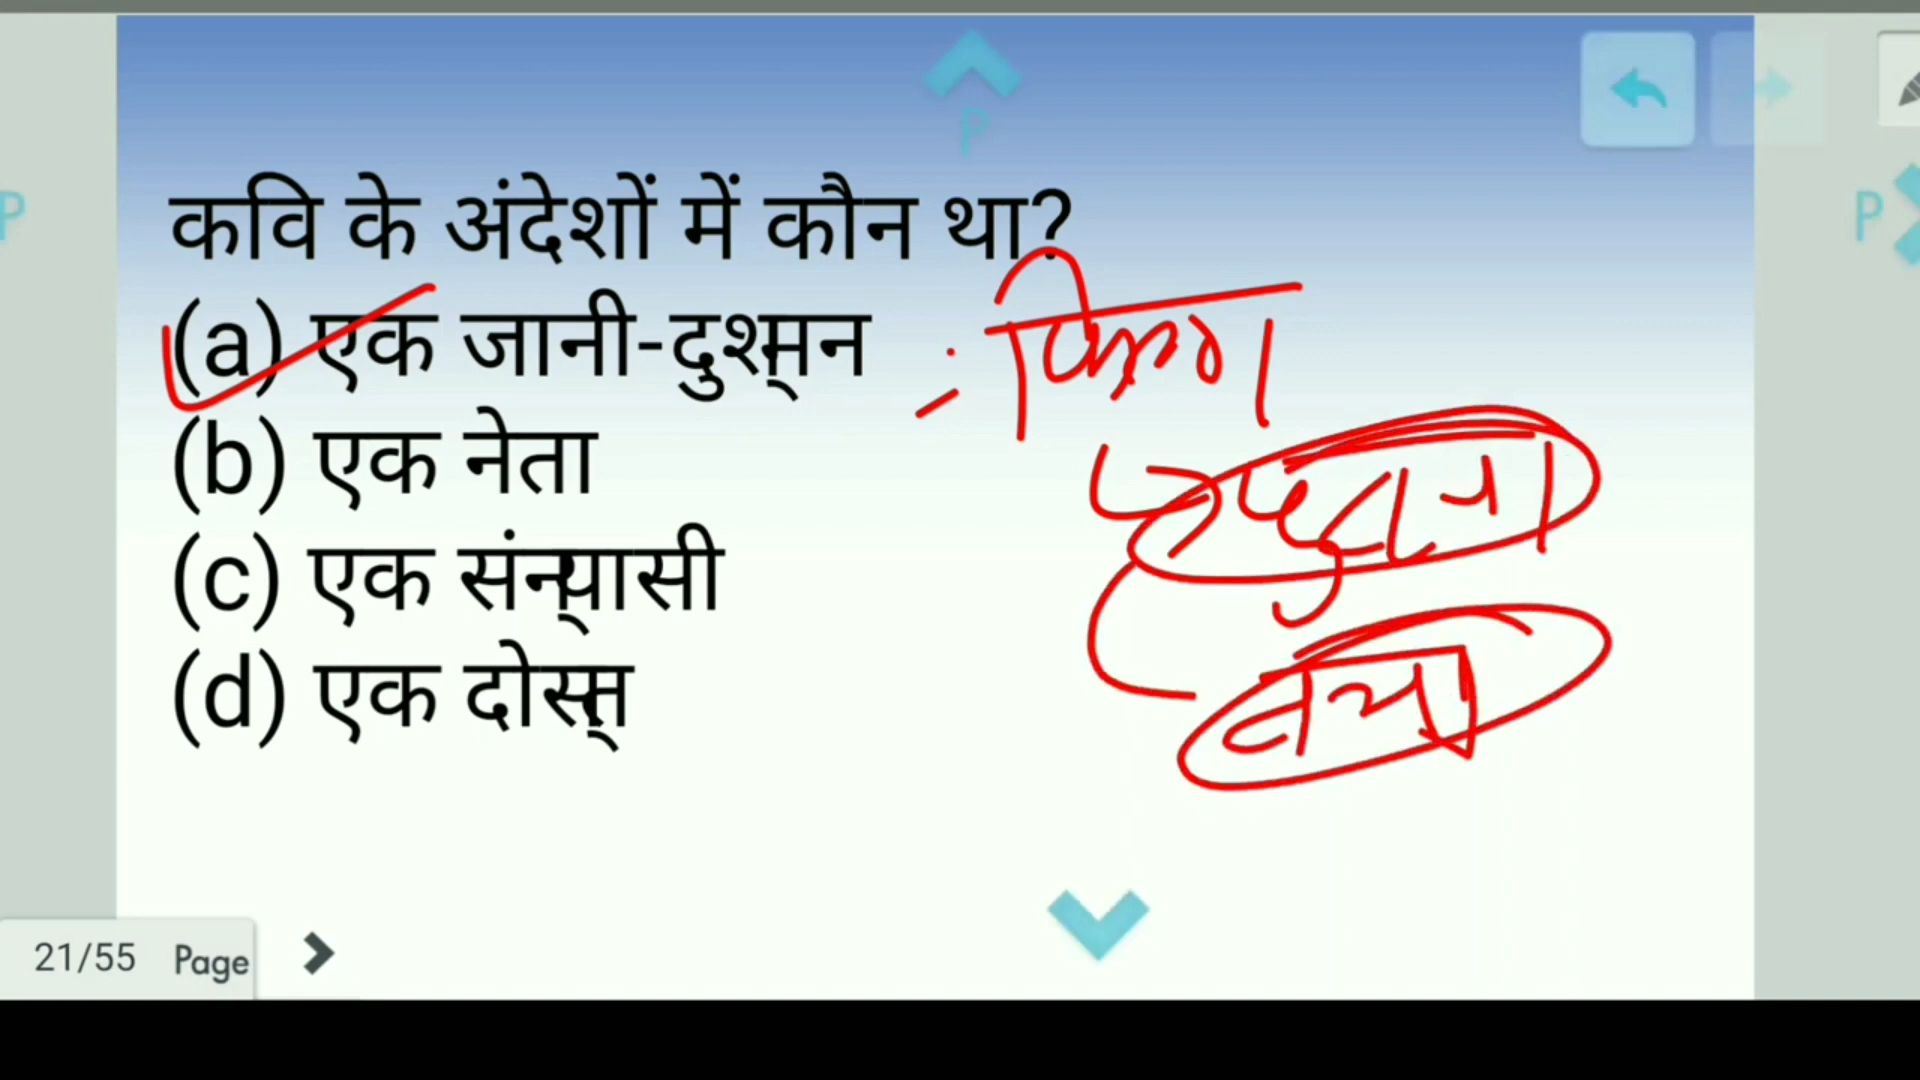 P
P
P
कवि के अंदेशों में कौन था?
(a) एक जानी-दुश्मन
(b) एक नेता
(c) एक संन्यासी
(d) एक दोस्त
21/55 Page